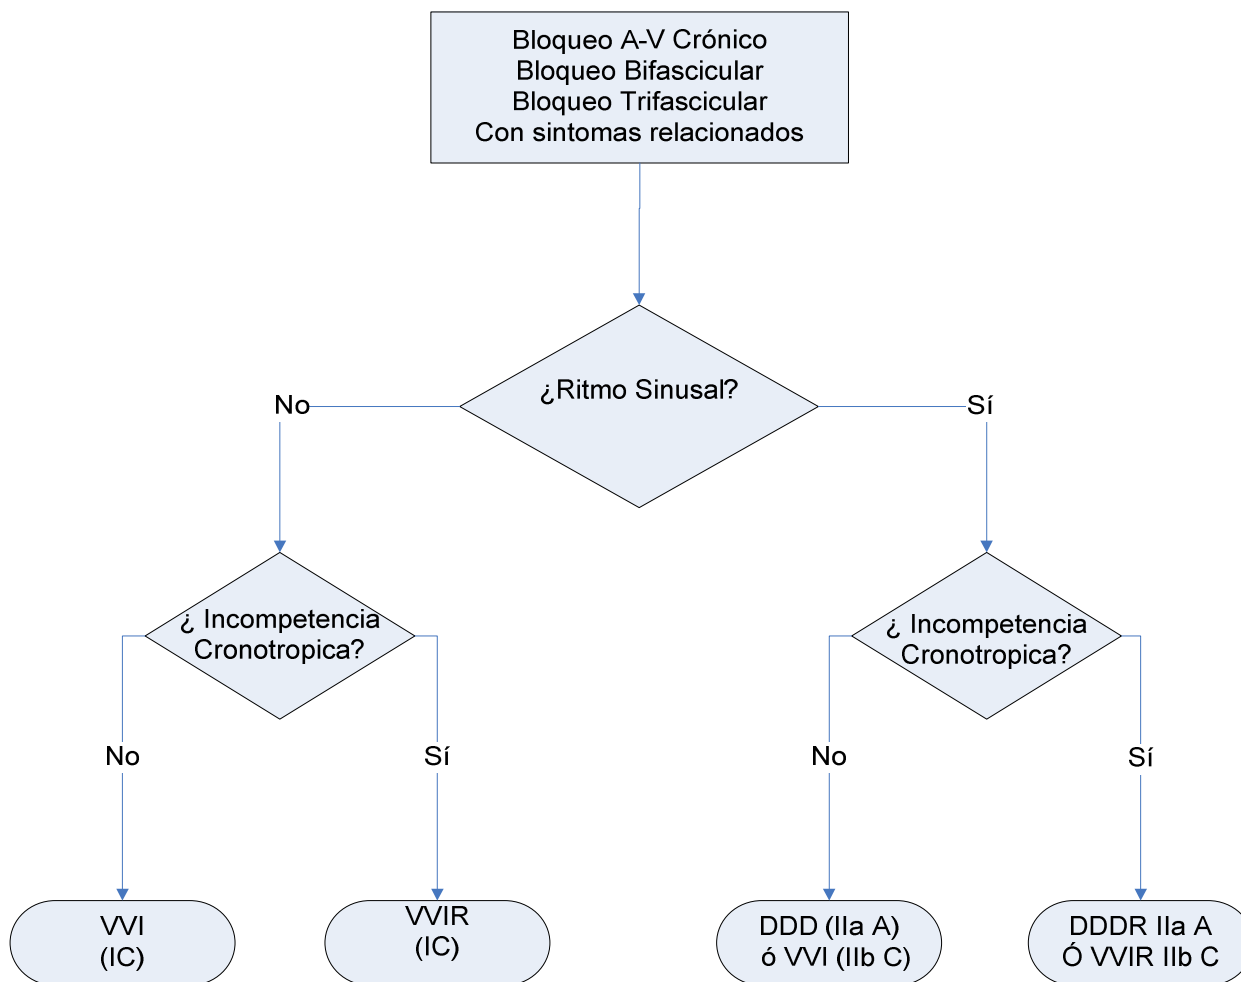 Bloqueo A-V Crónico
Bloqueo Bifascicular
Bloqueo Trifascicular
Con sintomas relacionados
¿Ritmo Sinusal?
No
Sí
¿ Incompetencia
Cronotropica?
¿ Incompetencia
Cronotropica?
No
Sí
No
Sí
VVI
(IC)
VVIR
(IC)
DDD (IIa A)
ó VVI (IIb C)
DDDR IIa A
Ó VVIR IIb C